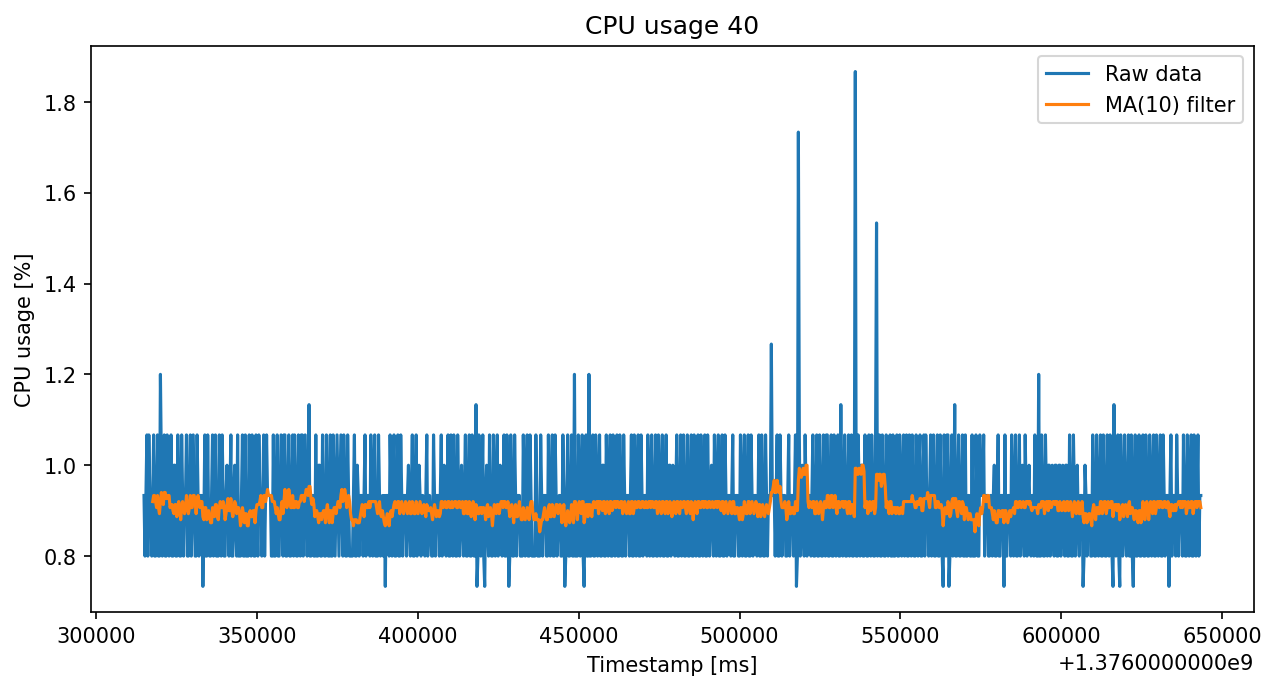 CPU usage 40
Raw data
MA(10) filter
CPU usage [%]
1.8
1.6
1.4
1.2
1.0
0.8
300000 350000 400000 450000 500000 550000 600000 650000
Timestamp [ms]
+1.3760000000e9